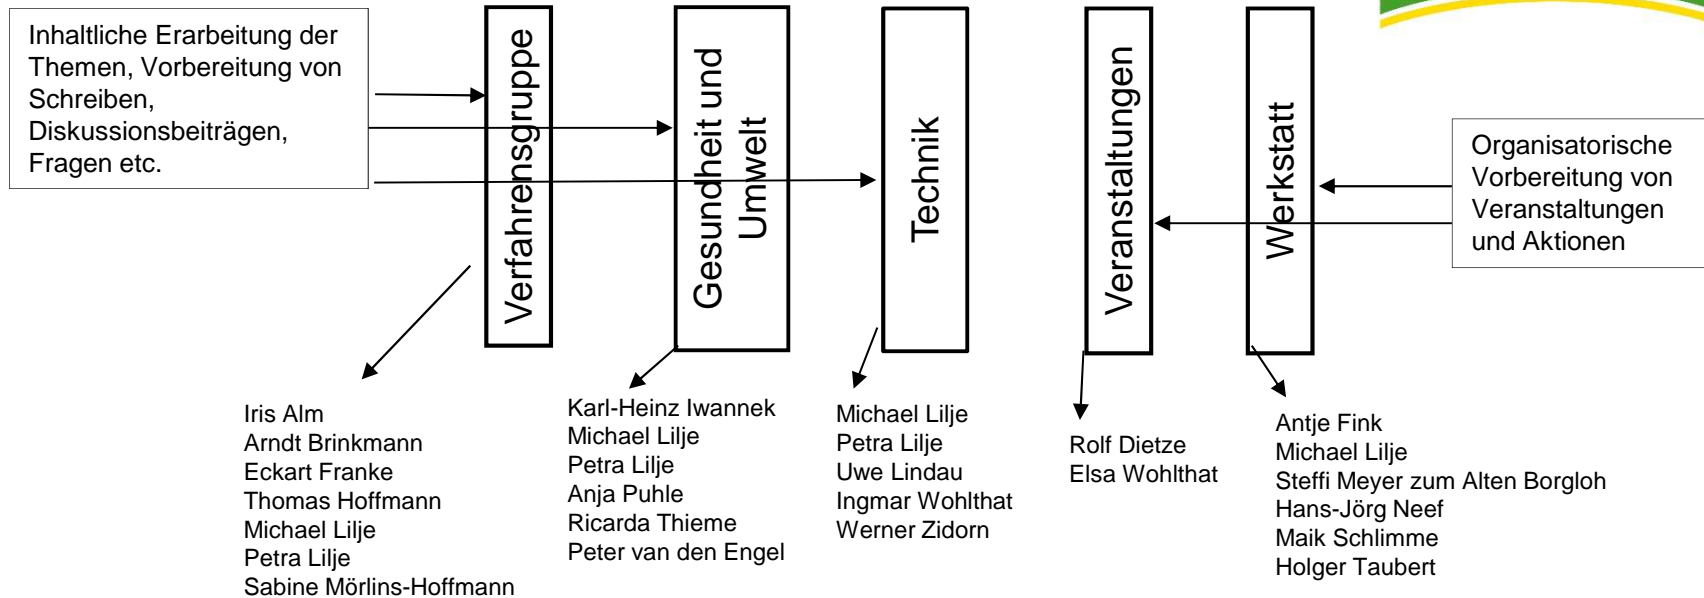 Inhaltliche Erarbeitung der
Themen, Vorbereitung von
Schreiben,
Diskussionsbeiträgen,
Fragen etc.
Verfahrensgruppe
Gesundheit und
Umwelt
Technik
Veranstaltungen
Werkstatt
Organisatorische
Vorbereitung von
Veranstaltungen
und Aktionen
Iris Alm
Arndt Brinkmann
Eckart Franke
Thomas Hoffmann
Michael Lilje
Petra Lilje
Sabine Mörlins-Hoffmann
Karl-Heinz Iwannek
Michael Lilje
Petra Lilje
Anja Puhle
Ricarda Thieme
Peter van den Engel
Michael Lilje
Petra Lilje
Uwe Lindau
Ingmar Wohlthat
Werner Zidorn
Rolf Dietze
Elsa Wohlthat
Antje Fink
Michael Lilje
Steffi Meyer zum Alten Borgloh
Hans-Jörg Neef
Maik Schlimme
Holger Taubert